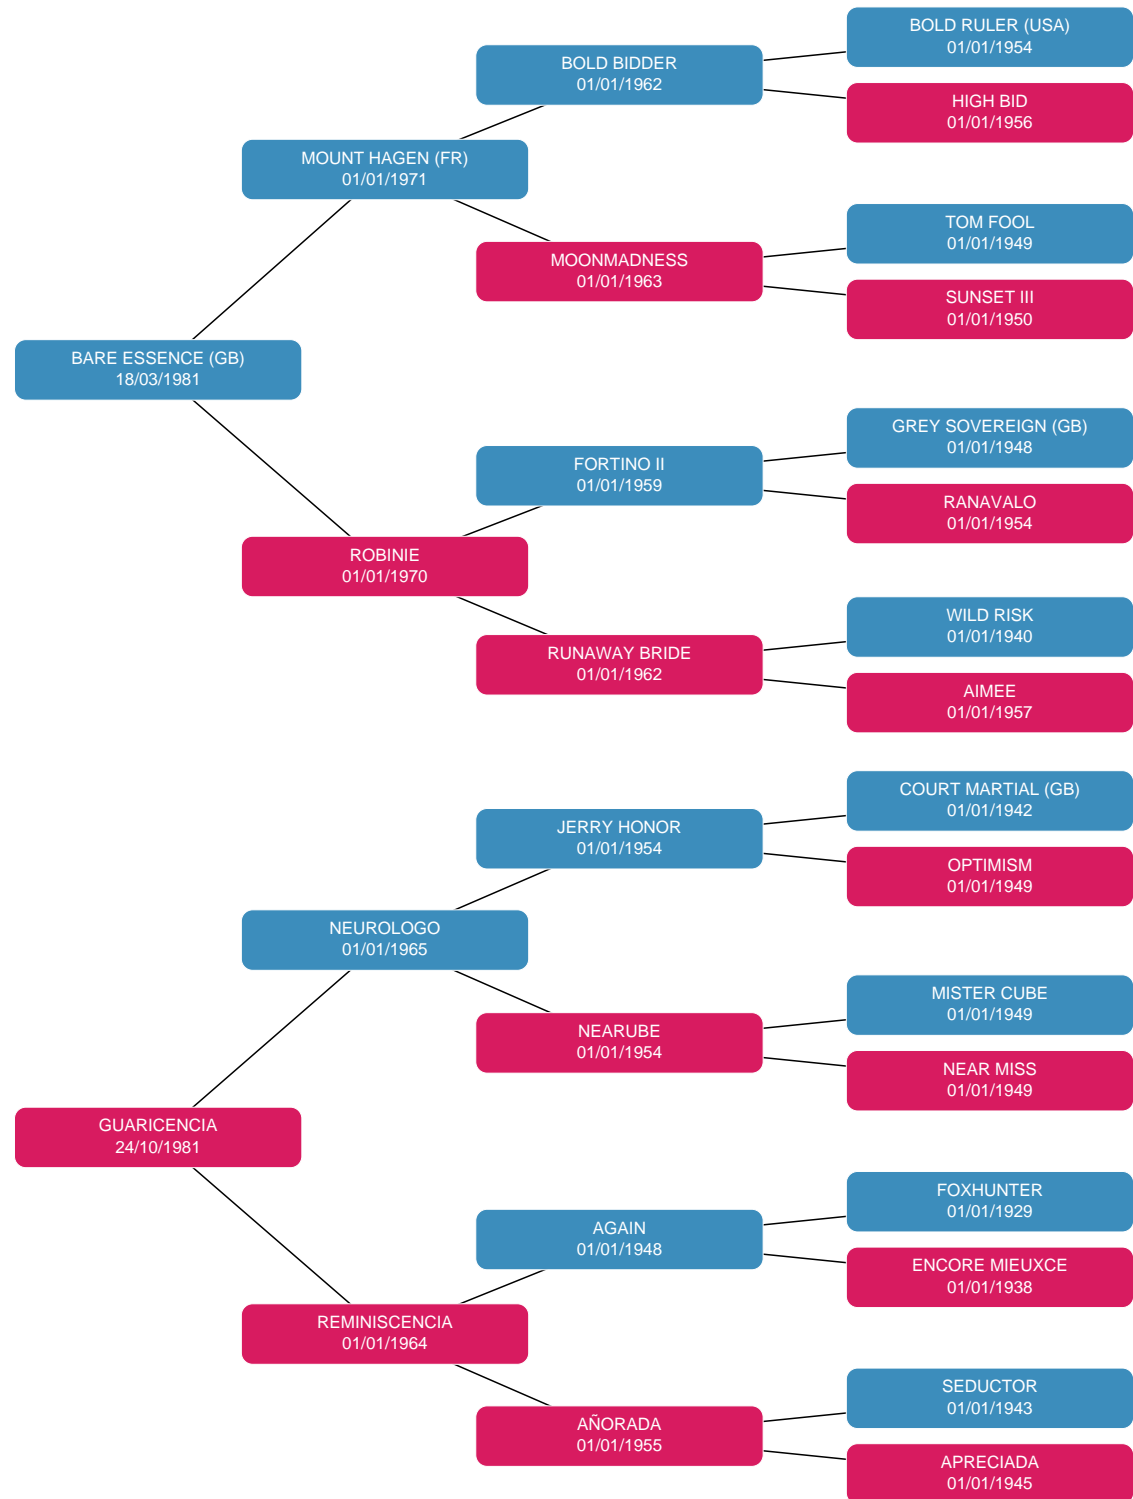 BOLD RULER (USA)
01/01/1954
BOLD BIDDER
01/01/1962
HIGH BID
01/01/1956
MOUNT HAGEN (FR)
01/01/1971
TOM FOOL
01/01/1949
MOONMADNESS
01/01/1963
SUNSET III
01/01/1950
BARE ESSENCE (GB)
18/03/1981
GREY SOVEREIGN (GB)
01/01/1948
FORTINO II
01/01/1959
RANAVALO
01/01/1954
ROBINIE
01/01/1970
WILD RISK
01/01/1940
RUNAWAY BRIDE
01/01/1962
AIMEE
01/01/1957
COURT MARTIAL (GB)
01/01/1942
JERRY HONOR
01/01/1954
OPTIMISM
01/01/1949
NEUROLOGO
01/01/1965
MISTER CUBE
01/01/1949
NEARUBE
01/01/1954
NEAR MISS
01/01/1949
GUARICENCIA
24/10/1981
FOXHUNTER
01/01/1929
AGAIN
01/01/1948
ENCORE MIEUXCE
01/01/1938
REMINISCENCIA
01/01/1964
SEDUCTOR
01/01/1943
AÑORADA
01/01/1955
APRECIADA
01/01/1945